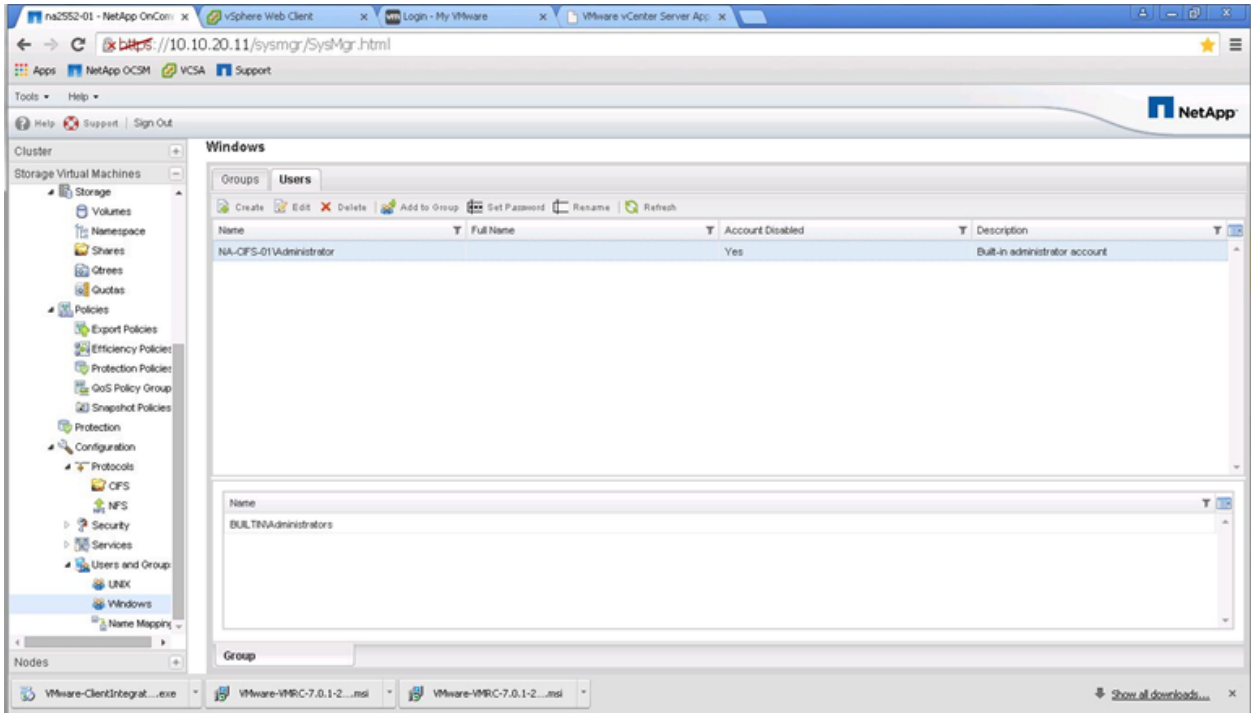 na2552-01 - NetApp OnCom x vSphere Web Client x Login - My VMware x VMware vCenter Server App x
https://10.10.20.11/sysmgr/SysMgr.html
Apps NetApp OCSM VCSA Support
Tools Help
NetApp
Help Support | Sign Out
Cluster
Storage Virtual Machines
Storage
Volumes
Namespace
Shares
Qtrees
Quotas
Policies
Export Policies
Efficiency Policies
Protection Policies
QoS Policy Group
Snapshot Policies
Protection
Configuration
Protocols
CIFS
NFS
Security
Services
Users and Group
UNIX
Windows
Name Mapping
Nodes
Windows
Groups Users
Create Edit Delete Add to Group Set Password Rename Refresh
Name Full Name Account Disabled Description
NA-CIFS-01\Administrator Yes Built-in administrator account
Name
BUILTIN\Administrators
Group
VMware-ClientIntegrat....exe VMware-VMRC-7.0.1-2....msi VMware-VMRC-7.0.1-2....msi Show all downloads...